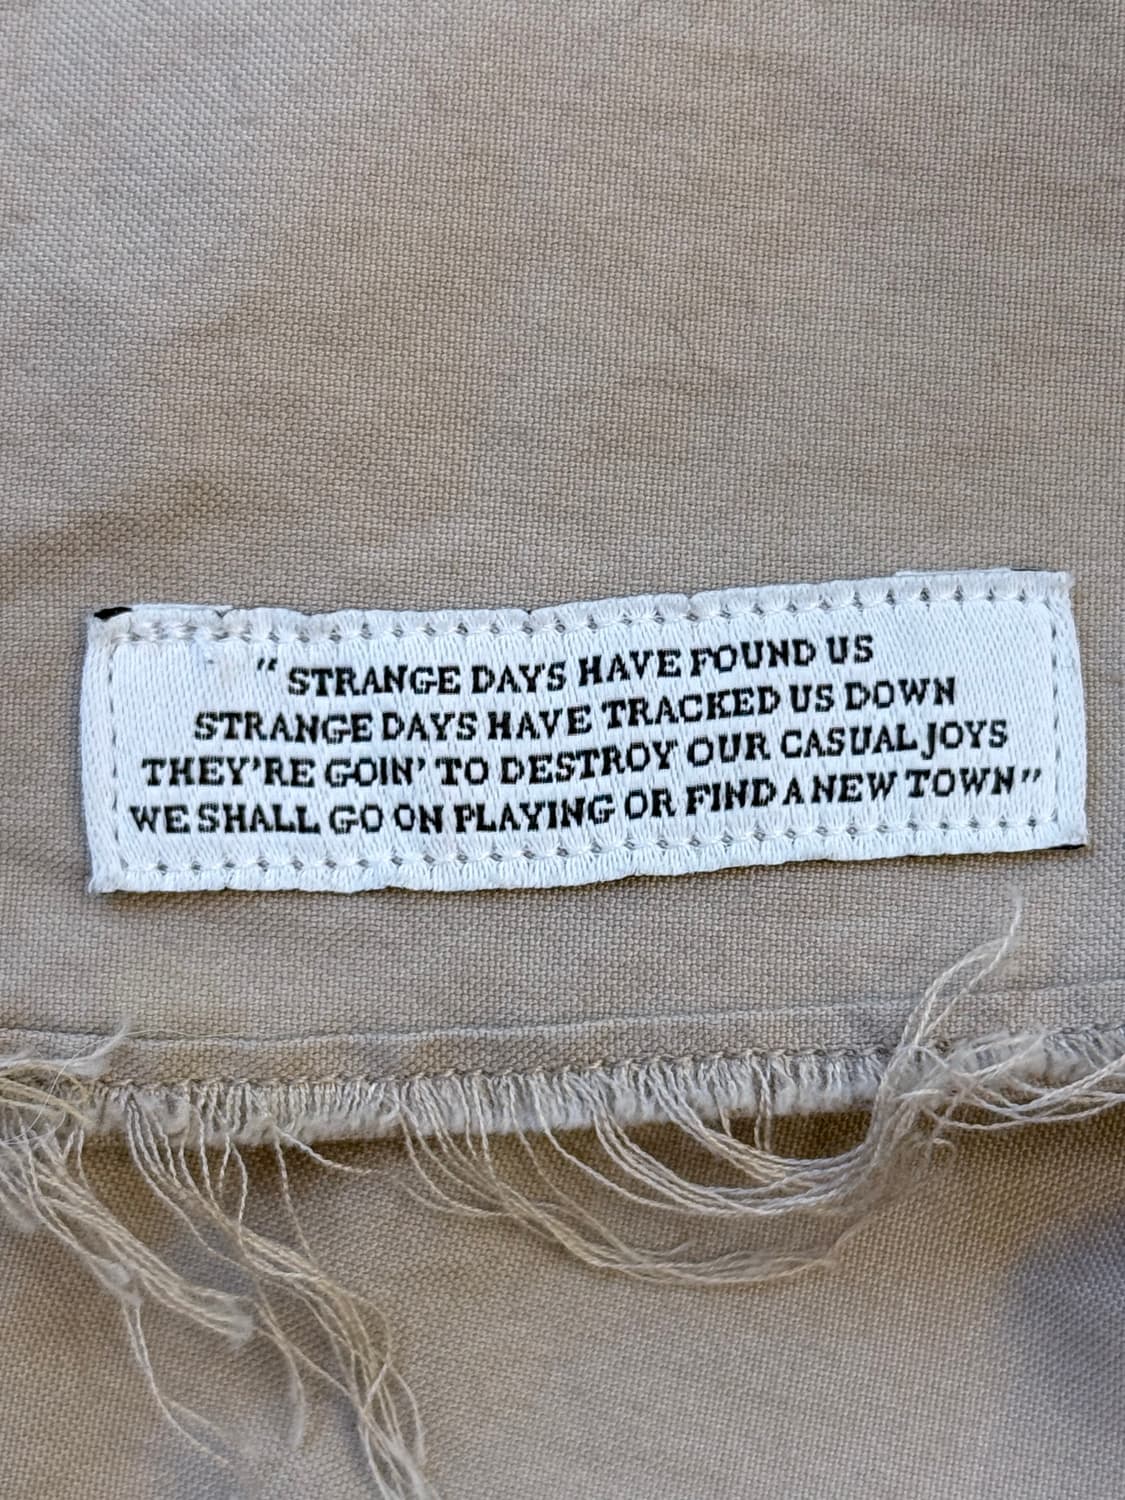 “ STRANGE DAYS HAVE FOUND US
STRANGE DAYS HAVE TRACKED US DOWN
THEY'RE GOIN' TO DESTROY OUR CASUAL JOYS
WE SHALL GO ON PLAYING OR FIND A NEW TOWN”